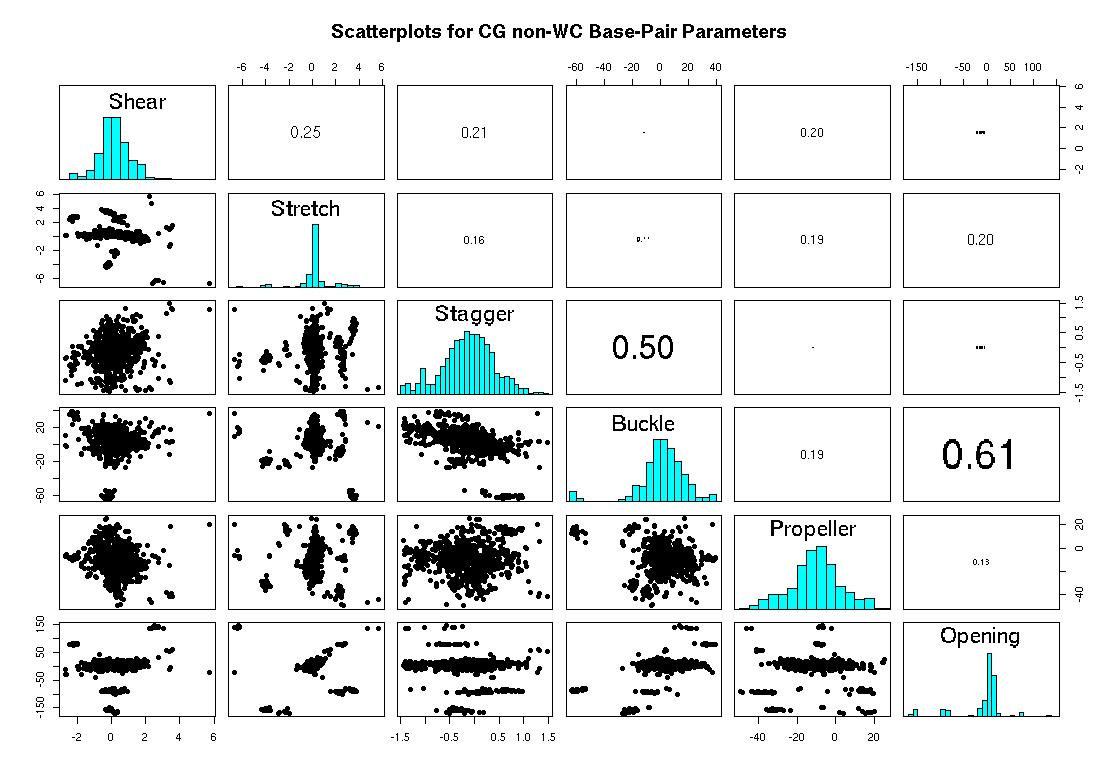 Scatterplots for CG non-WC Base-Pair Parameters
-6 -4 -2 0 2 4 6 -60 -20 0 20 40 -150 -50 0 50 100
Shear 0.25 0.21 0.20 -2 0 2 4 6
-6 -2 2 4 6 Stretch 0.16 0.19 0.20
Stagger 0.50 -1.5 -0.5 0.5 1.5
-60 -20 20 Buckle 0.19 0.61
Propeller 0.13 -40 0 20
-150 -50 50 150 Opening
-2 0 2 4 6 -1.5 -0.5 0.5 1.0 1.5 -40 -20 0 20